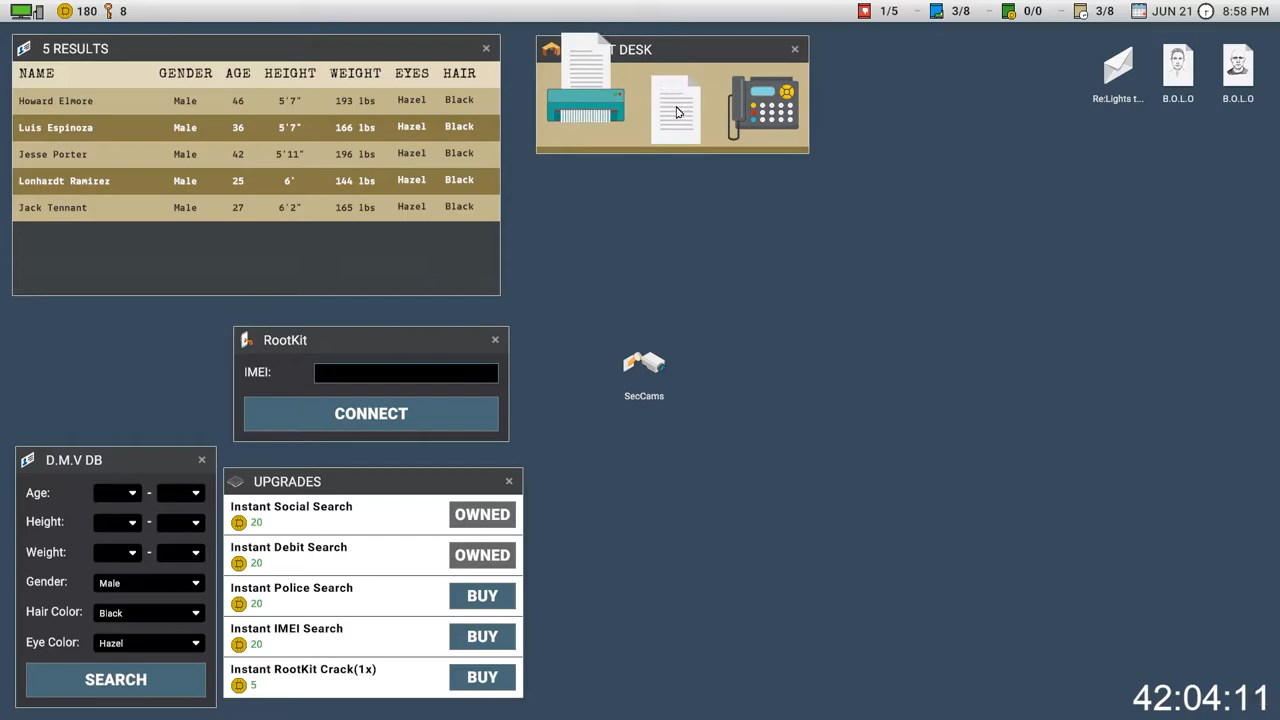 180 8 1/5 3/8 0/0 3/8 JUN 21 8:58 PM
5 RESULTS
NAME GENDER AGE HEIGHT WEIGHT EYES HAIR
Howard Elmore Male 46 5'7" 193 lbs Hazel Black
Luis Espinoza Male 36 5'7" 166 lbs Hazel Black
Jesse Porter Male 42 5'11" 196 lbs Hazel Black
Lonhardt Ramirez Male 25 6' 144 lbs Hazel Black
Jack Tennant Male 27 6'2" 165 lbs Hazel Black
T DESK
Re:Light t...
B.O.L.O
B.O.L.O
RootKit
IMEI:
CONNECT
SecCams
D.M.V DB
Age: -
Height: -
Weight: -
Gender: Male
Hair Color: Black
Eye Color: Hazel
SEARCH
UPGRADES
Instant Social Search
20
OWNED
Instant Debit Search
20
OWNED
Instant Police Search
20
BUY
Instant IMEI Search
20
BUY
Instant RootKit Crack(1x)
5
BUY
42:04:11